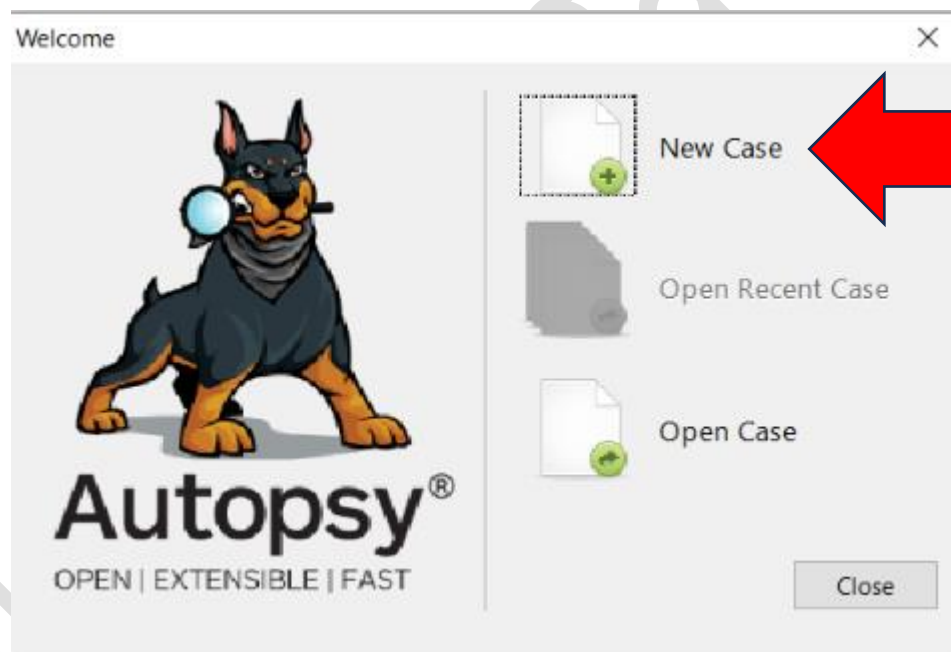 Welcome
New Case
Open Recent Case
Open Case
Autopsy®
OPEN | EXTENSIBLE | FAST
Close